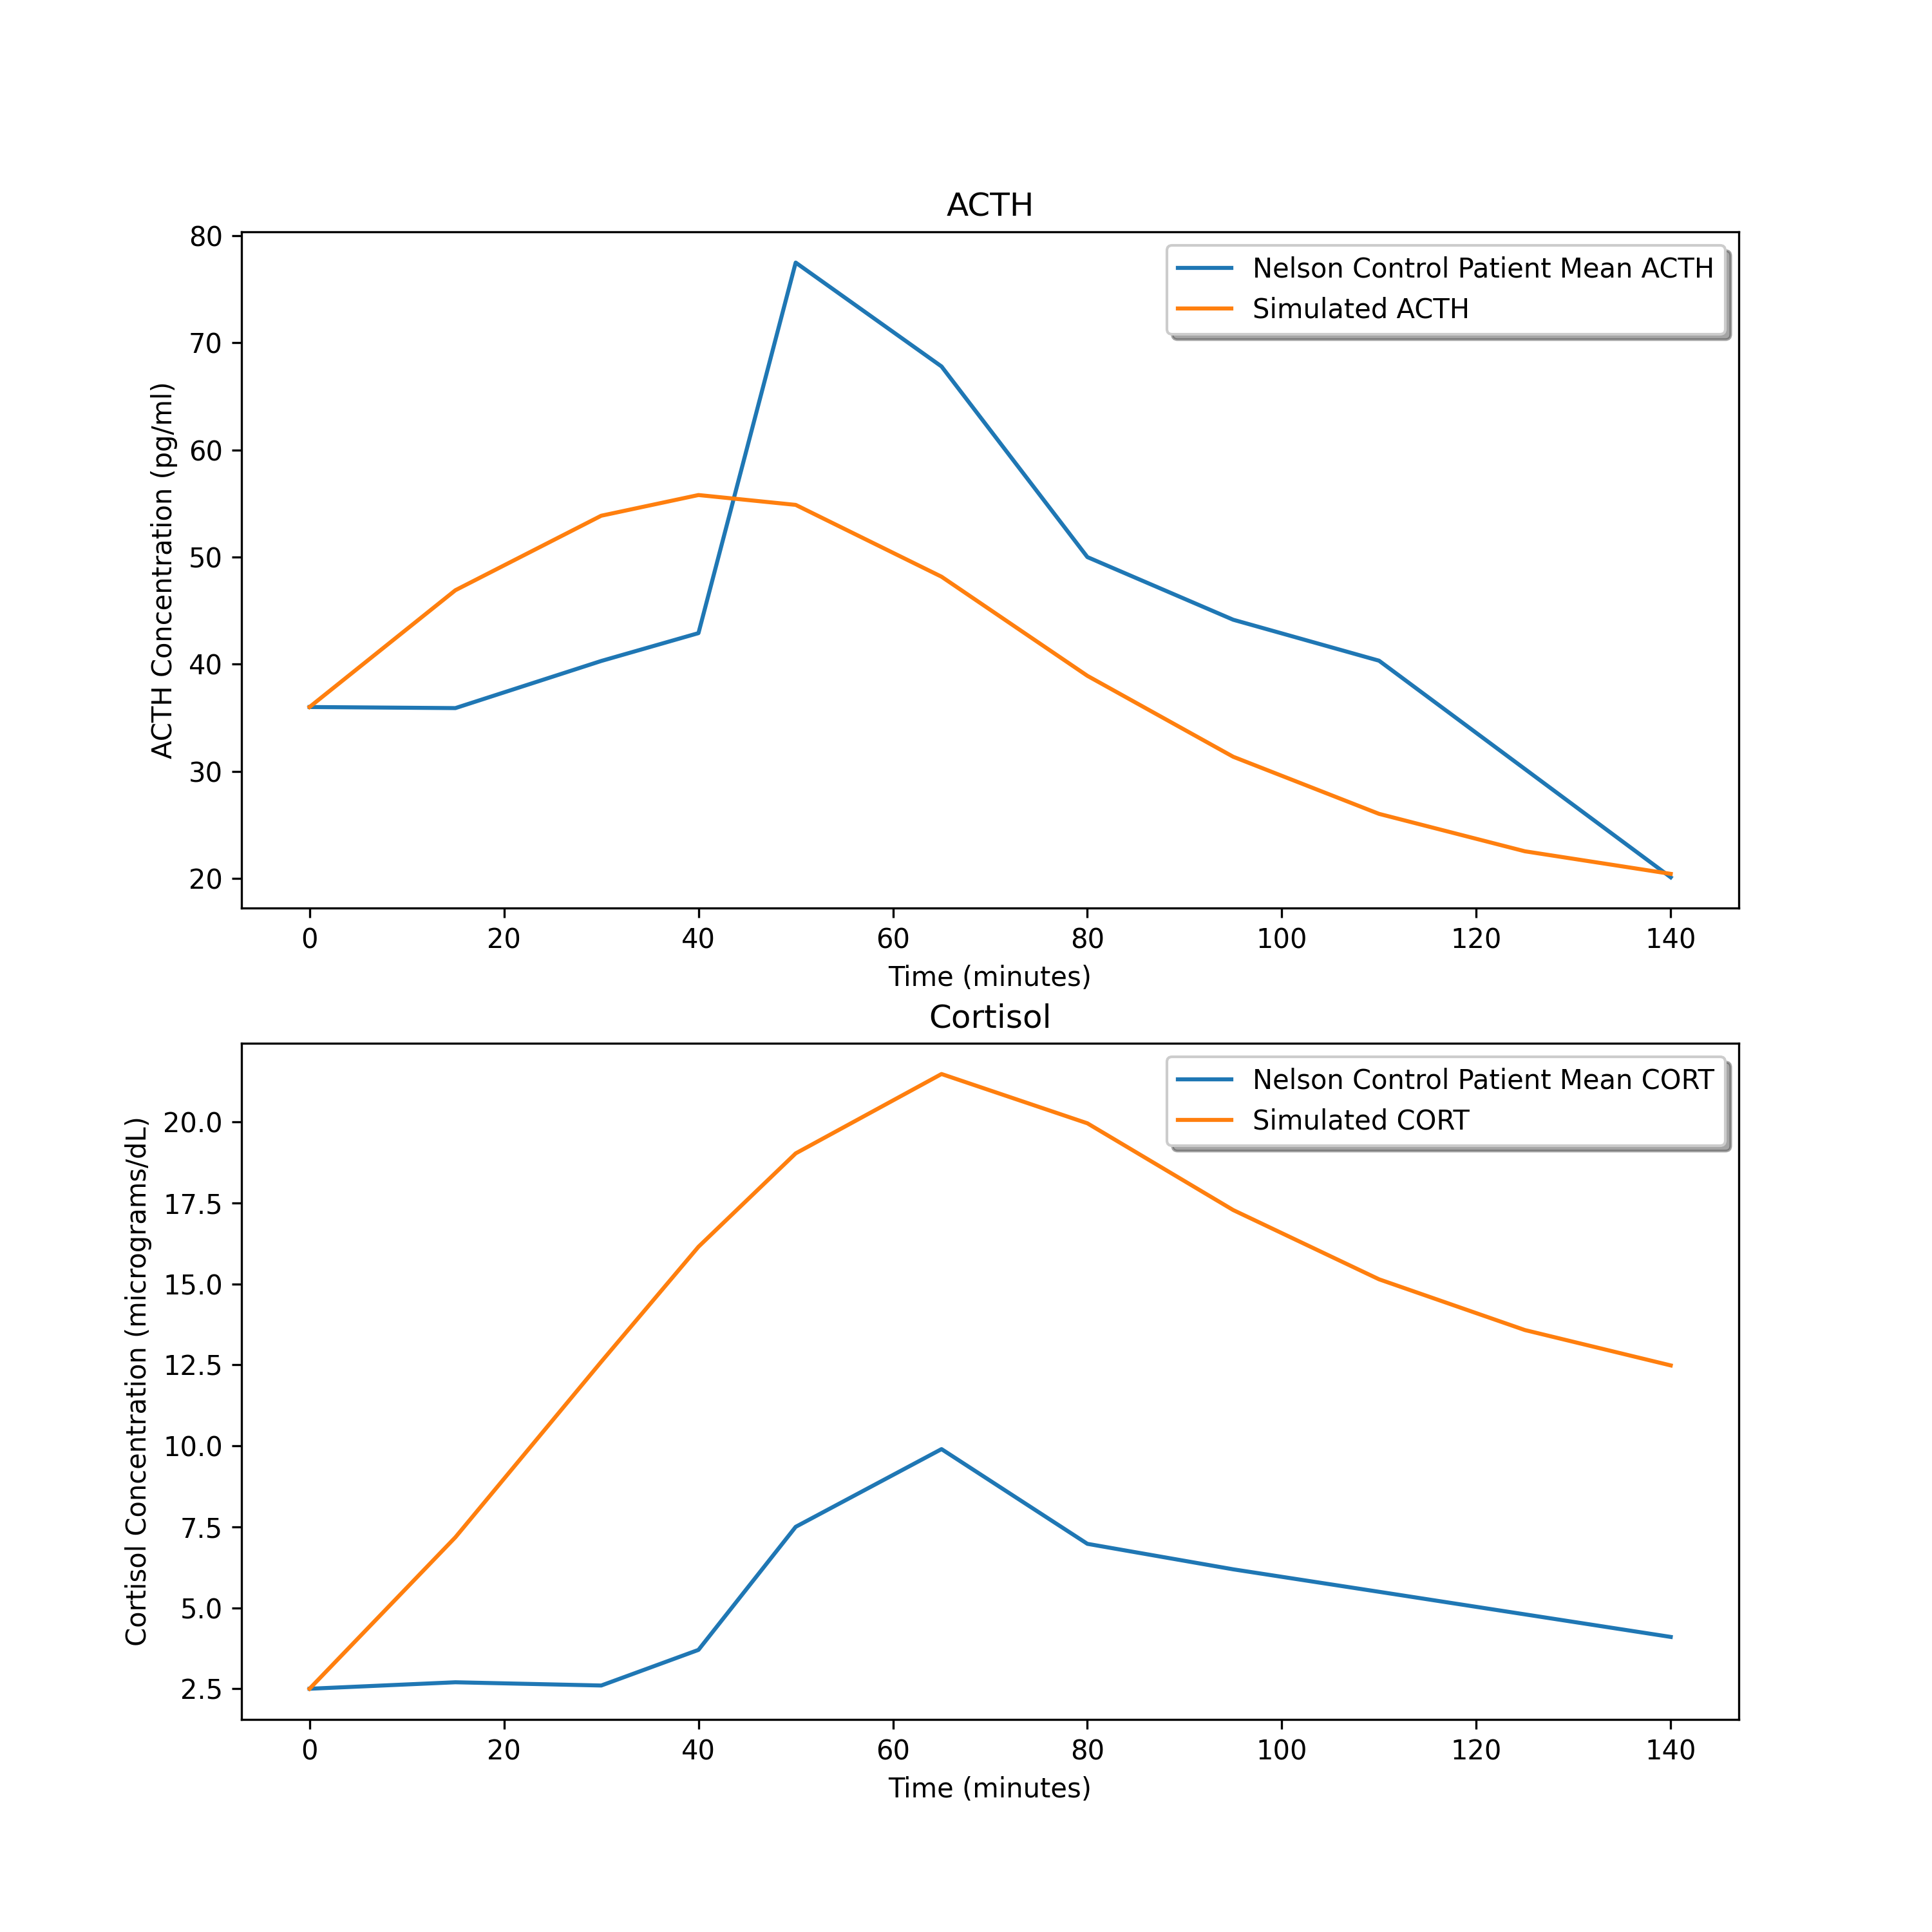 ACTH
80
70
60
50
40
30
20
ACTH Concentration (pg/ml)
Nelson Control Patient Mean ACTH
Simulated ACTH
0 20 40 60 80 100 120 140
Time (minutes)
Cortisol
20.0
17.5
15.0
12.5
10.0
7.5
5.0
2.5
Cortisol Concentration (micrograms/dL)
Nelson Control Patient Mean CORT
Simulated CORT
0 20 40 60 80 100 120 140
Time (minutes)